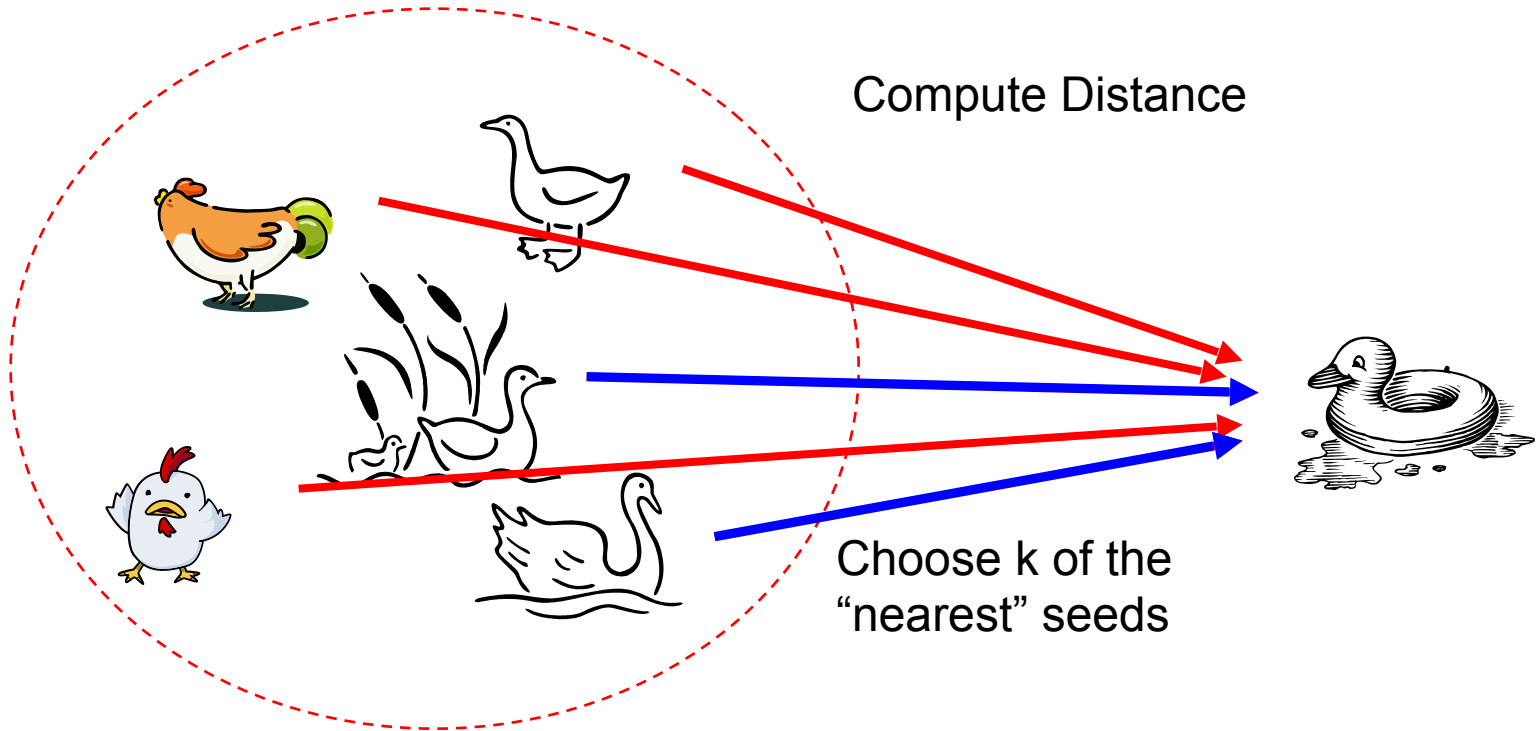 Compute Distance
Choose k of the
“nearest” seeds